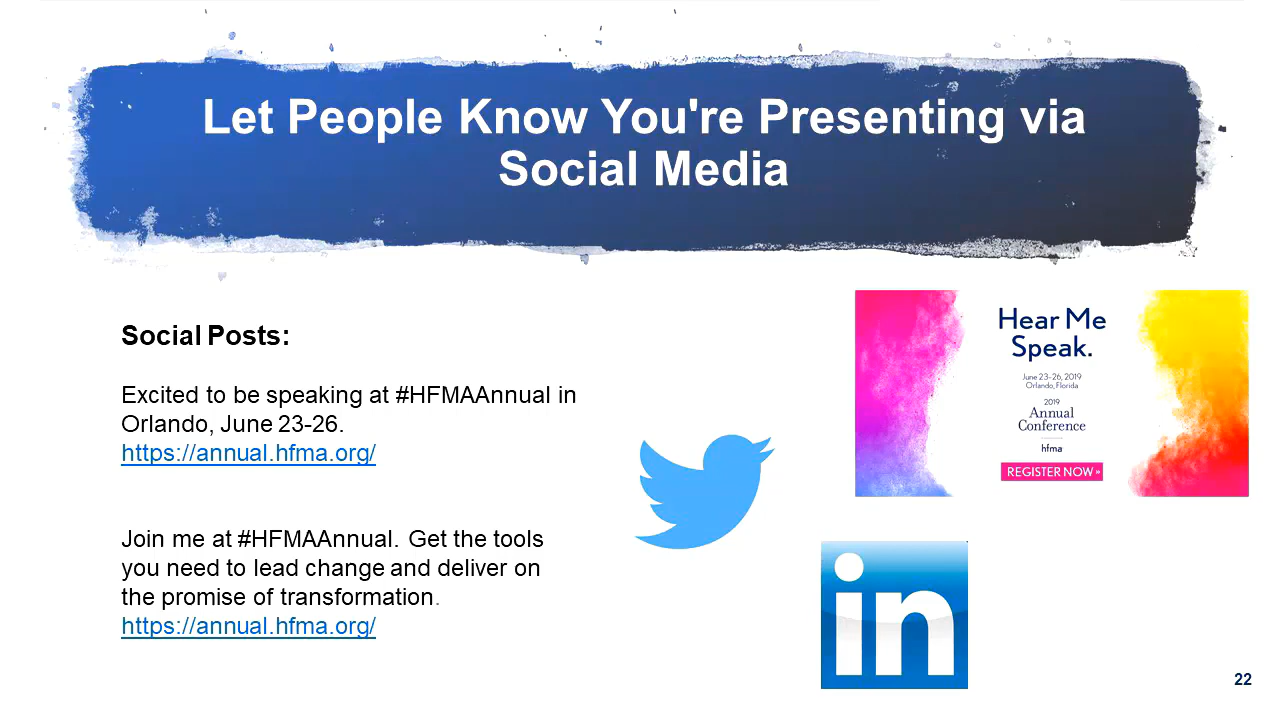 Let People Know You're Presenting via
Social Media
Social Posts:
Excited to be speaking at #HFMAAnnual in
Orlando, June 23-26.
https://annual.hfma.org/
Join me at #HFMAAnnual. Get the tools
you need to lead change and deliver on
the promise of transformation.
https://annual.hfma.org/
Hear Me
Speak.
June 23-26, 2019
Orlando, Florida
2019
Annual
Conference
hfma
REGISTER NOW »
in
22